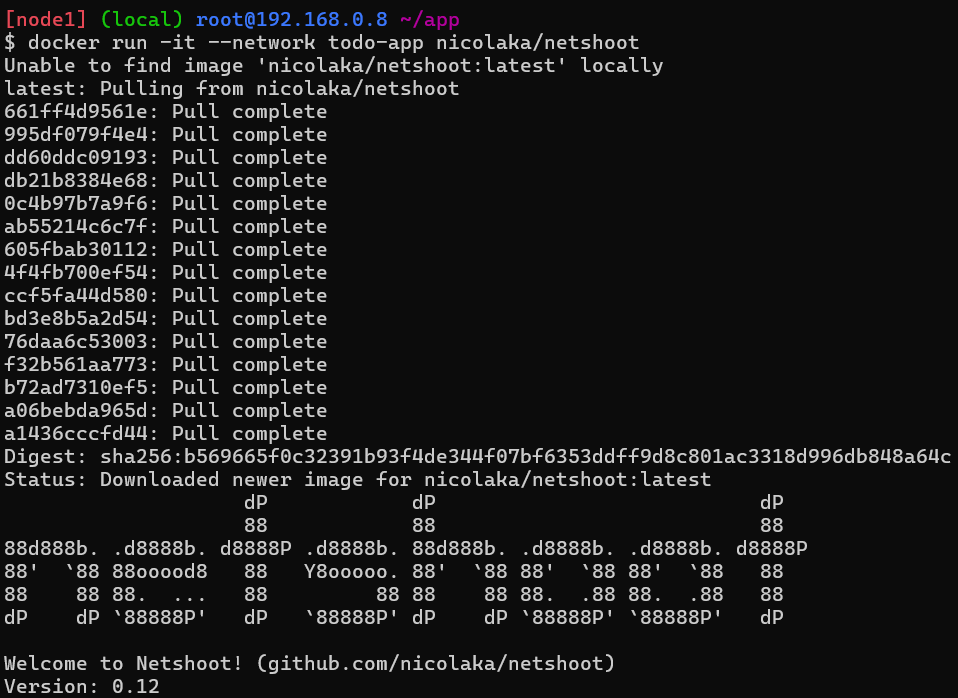 [node1] (local) root@192.168.0.8 ~/app
$ docker run -it --network todo-app nicolaka/netshoot
Unable to find image 'nicolaka/netshoot:latest' locally
latest: Pulling from nicolaka/netshoot
661ff4d9561e: Pull complete
995df079f4e4: Pull complete
dd60ddc09193: Pull complete
db21b8384e68: Pull complete
0c4b97b7a9f6: Pull complete
ab55214c6c7f: Pull complete
605fbab30112: Pull complete
4f4fb700ef54: Pull complete
ccf5fa44d580: Pull complete
bd3e8b5a2d54: Pull complete
76daa6c53003: Pull complete
f32b561aa773: Pull complete
b72ad7310ef5: Pull complete
a06bebda965d: Pull complete
a1436cccfd44: Pull complete
Digest: sha256:b569665f0c32391b93f4de344f07bf6353ddff9d8c801ac3318d996db848a64c
Status: Downloaded newer image for nicolaka/netshoot:latest
                    dP            dP                           dP
                    88            88                           88
88d888b. .d8888b. d8888P .d8888b. 88d888b. .d8888b. .d8888b. d8888P
88'  `88 88ooood8   88   Y8ooooo. 88'  `88 88'  `88 88'  `88   88
88    88 88.  ...   88         88 88    88 88.  .88 88.  .88   88
dP    dP `88888P'   dP   `88888P' dP    dP `88888P' `88888P'   dP
Welcome to Netshoot! (github.com/nicolaka/netshoot)
Version: 0.12